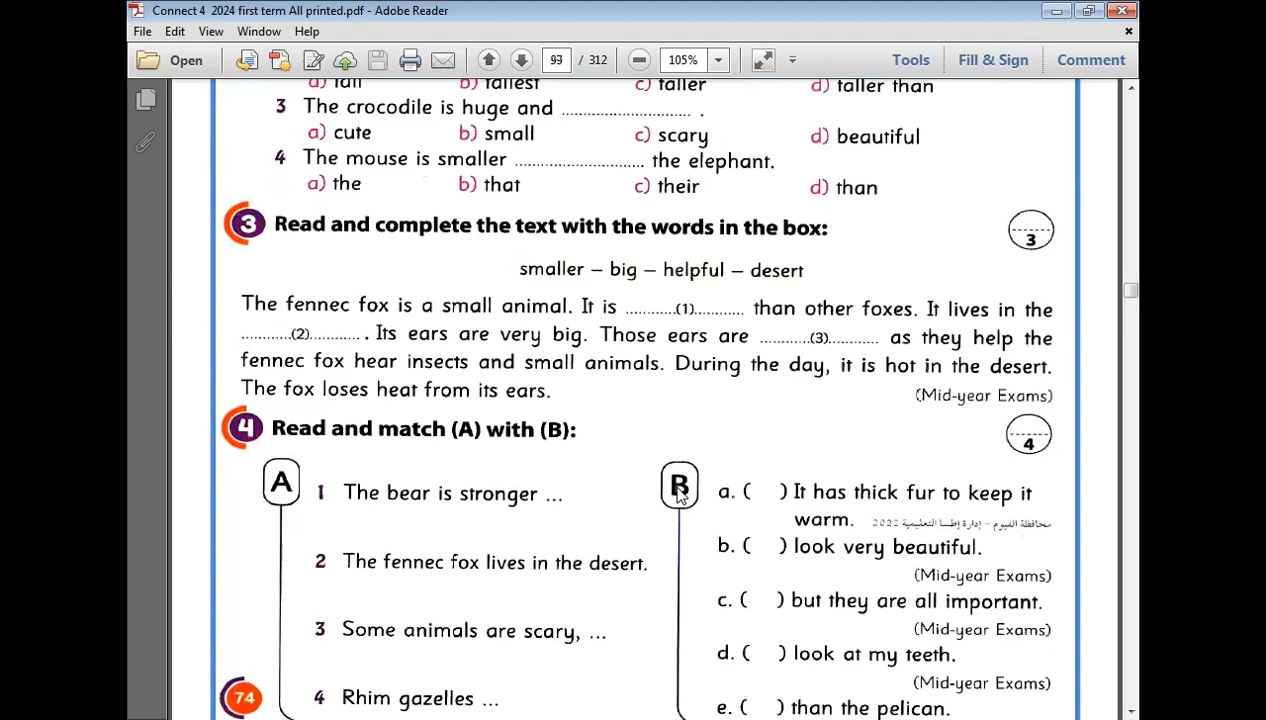 Connect 4 2024 first term All printed.pdf - Adobe Reader
File Edit View Window Help
Open 93 / 312 105% Tools Fill & Sign Comment
a) tall b) tallest c) taller d) taller than
3 The crocodile is huge and ............................ .
a) cute b) small c) scary d) beautiful
4 The mouse is smaller ............................ the elephant.
a) the b) that c) their d) than
3 Read and complete the text with the words in the box:
3
smaller – big – helpful – desert
The fennec fox is a small animal. It is ............(1)............ than other foxes. It lives in the
............(2)............ . Its ears are very big. Those ears are ............(3)............ as they help the
fennec fox hear insects and small animals. During the day, it is hot in the desert.
The fox loses heat from its ears. (Mid-year Exams)
4 Read and match (A) with (B):
4
A B
1 The bear is stronger ... a. ( ) It has thick fur to keep it
warm. محافظة الفيوم – إدارة إطسا التعليمية 2022
2 The fennec fox lives in the desert. b. ( ) look very beautiful.
(Mid-year Exams)
3 Some animals are scary, ... c. ( ) but they are all important.
(Mid-year Exams)
d. ( ) look at my teeth.
(Mid-year Exams)
4 Rhim gazelles ... e. ( ) than the pelican.
74